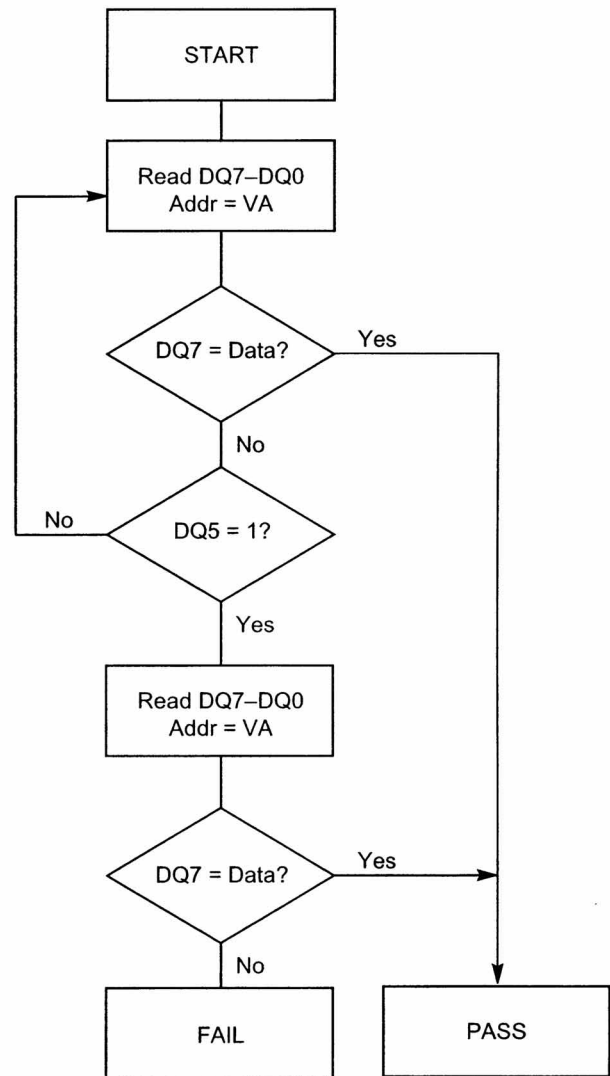 START
Read DQ7–DQ0
Addr = VA
DQ7 = Data?
Yes
No
DQ5 = 1?
No
Yes
Read DQ7–DQ0
Addr = VA
DQ7 = Data?
Yes
No
FAIL
PASS